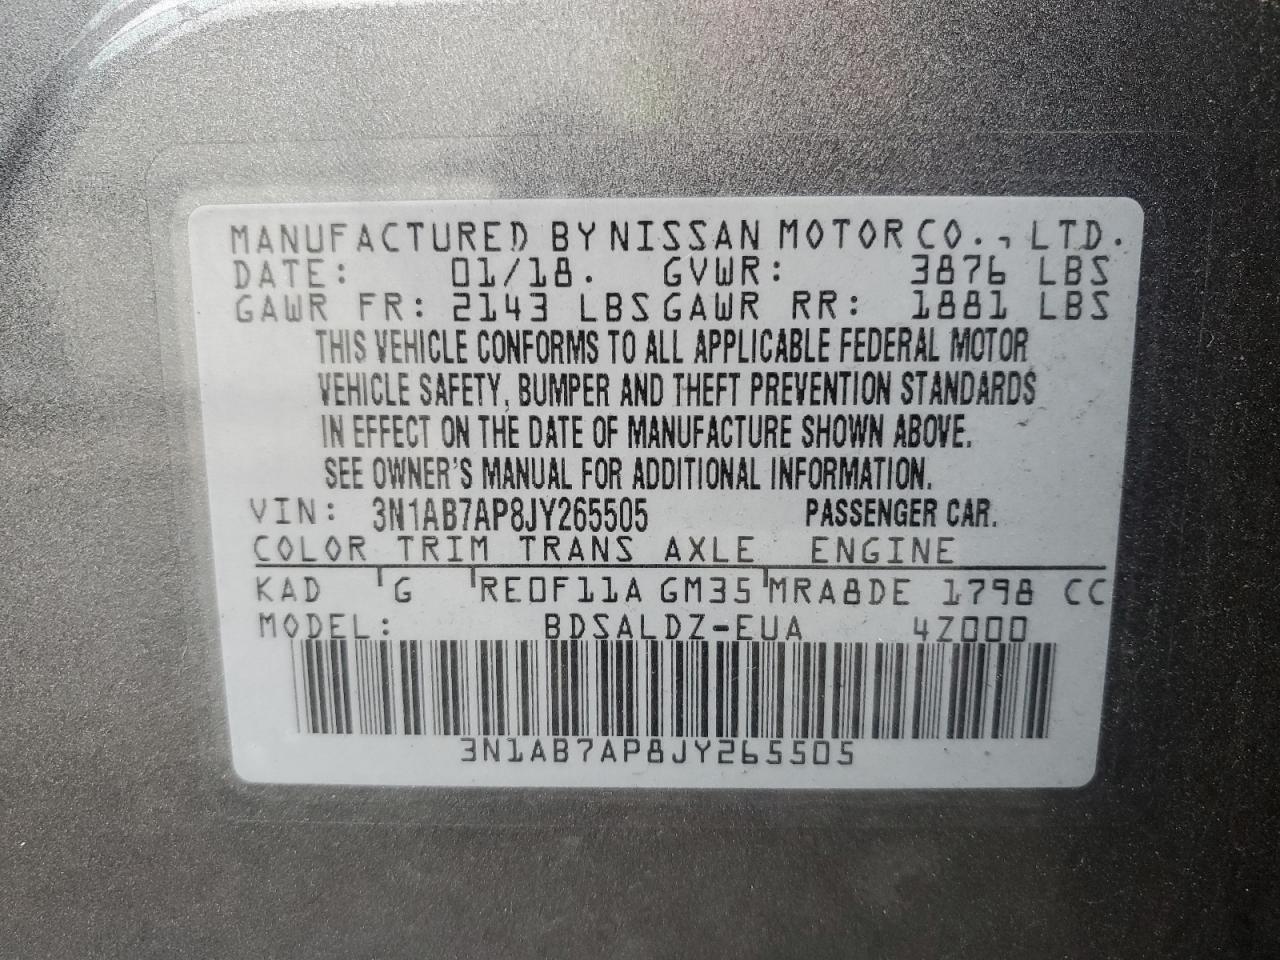 MANUFACTURED BY NISSAN MOTOR CO., LTD.
DATE: 01/18. GVWR: 3876 LBS
GAWR FR: 2143 LBS GAWR RR: 1881 LBS
THIS VEHICLE CONFORMS TO ALL APPLICABLE FEDERAL MOTOR
VEHICLE SAFETY, BUMPER AND THEFT PREVENTION STANDARDS
IN EFFECT ON THE DATE OF MANUFACTURE SHOWN ABOVE.
SEE OWNER'S MANUAL FOR ADDITIONAL INFORMATION.
VIN: 3N1AB7AP8JY265505 PASSENGER CAR.
COLOR TRIM TRANS AXLE ENGINE
KAD G RE0F11A GM35 MRA8DE 1798 CC
MODEL: BDSALDZ-EUA 4Z000
3N1AB7AP8JY265505